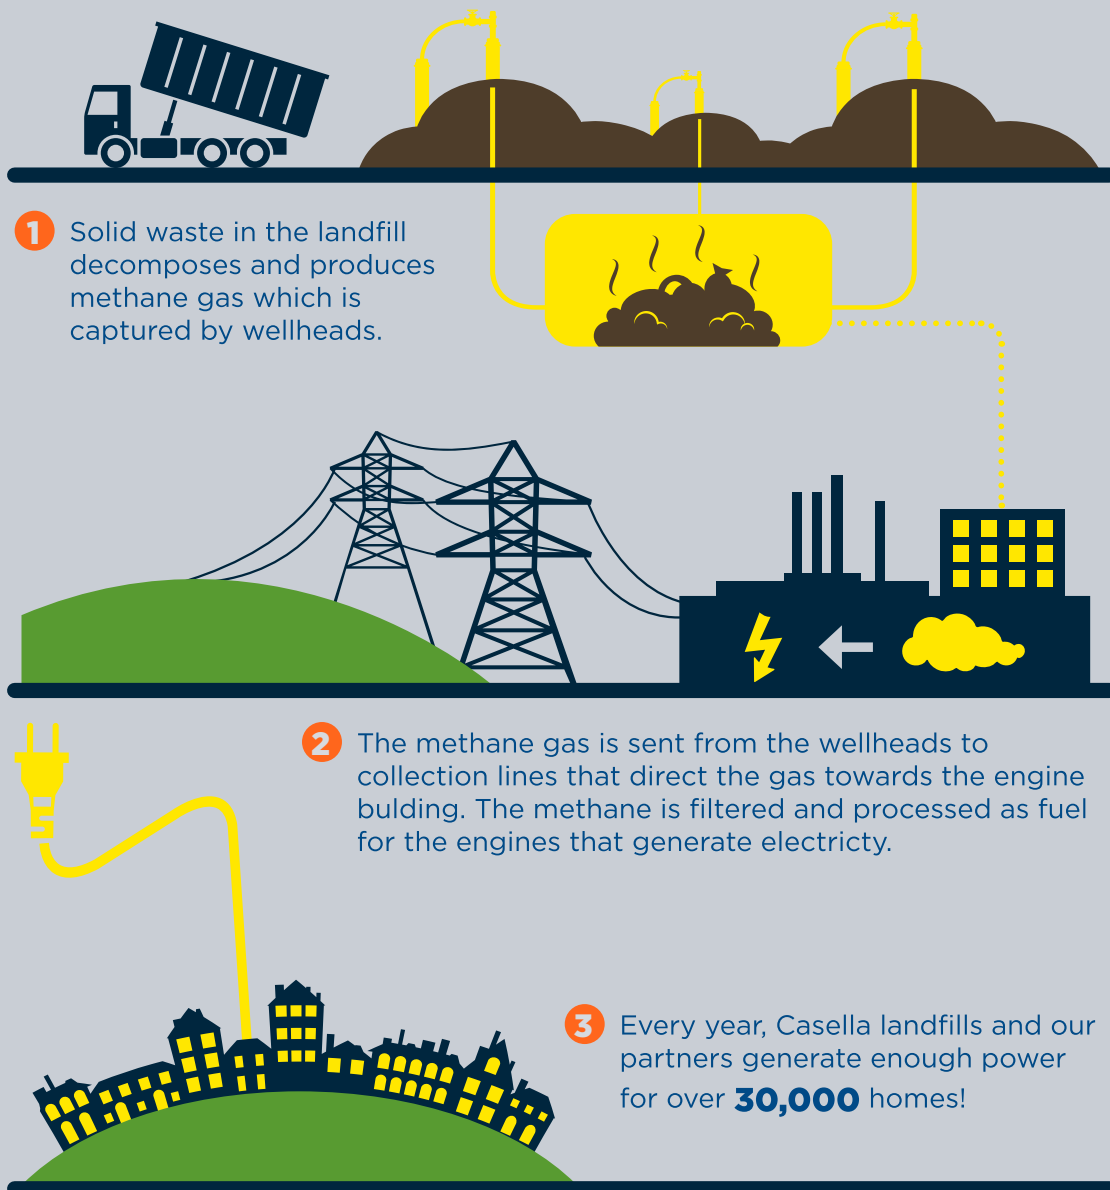 1 Solid waste in the landfill
decomposes and produces
methane gas which is
captured by wellheads.
2 The methane gas is sent from the wellheads to
collection lines that direct the gas towards the engine
bulding. The methane is filtered and processed as fuel
for the engines that generate electricty.
3 Every year, Casella landfills and our
partners generate enough power
for over 30,000 homes!